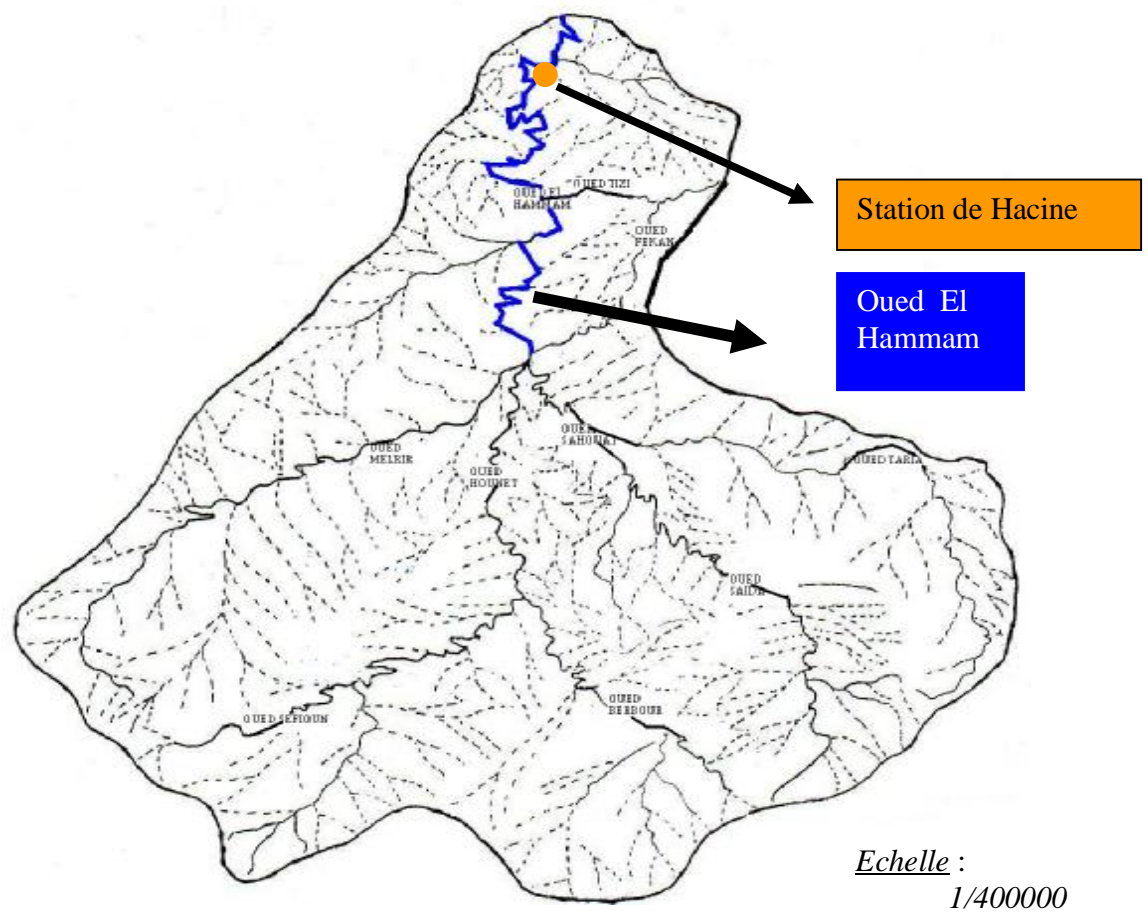 OUED EL
HAMMAM
OUED TIZI
OUED
FEKAN
Station de Hacine
Oued El
Hammam
OUED
SAHOUAT
OUED
MELRIR
OUED
HOUNET
OUED TARIA
OUED
SAIDA
OUED
BERBOUR
OUED SEFIOUN
Echelle :
1/400000